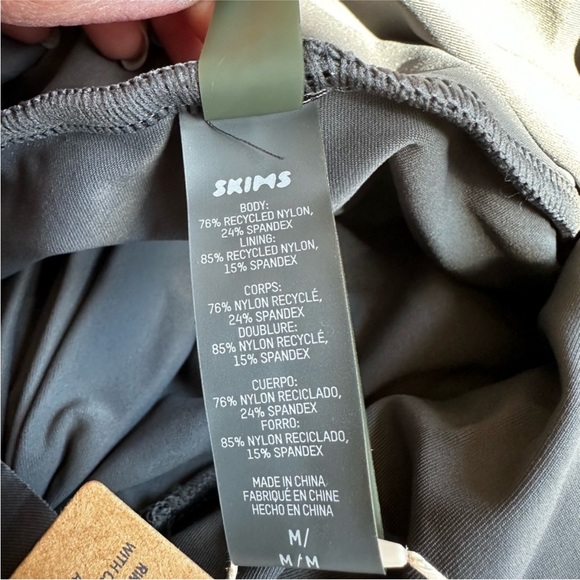 SKIMS
BODY:
76% RECYCLED NYLON,
24% SPANDEX
LINING:
85% RECYCLED NYLON,
15% SPANDEX
CORPS:
76% NYLON RECYCLÉ,
24% SPANDEX
DOUBLURE:
85% NYLON RECYCLÉ,
15% SPANDEX
CUERPO:
76% NYLON RECICLADO,
24% SPANDEX
FORRO:
85% NYLON RECICLADO,
15% SPANDEX
MADE IN CHINA
FABRIQUÉ EN CHINE
HECHO EN CHINA
M/
M/M
WITH